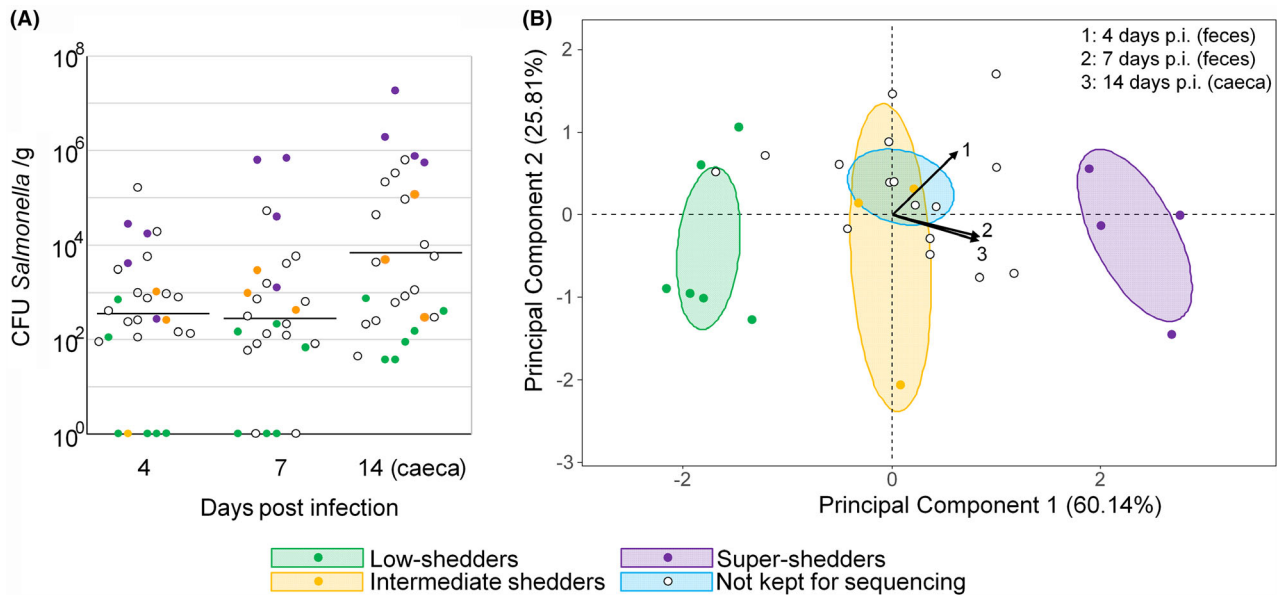 (A)
CFU Salmonella /g
10^8
10^6
10^4
10^2
10^0
4
7
14 (caeca)
Days post infection
(B)
1: 4 days p.i. (feces)
2: 7 days p.i. (feces)
3: 14 days p.i. (caeca)
Principal Component 2 (25.81%)
2
1
0
-1
-2
-3
1
2
3
-2
0
2
Principal Component 1 (60.14%)
Low-shedders
Super-shedders
Intermediate shedders
Not kept for sequencing